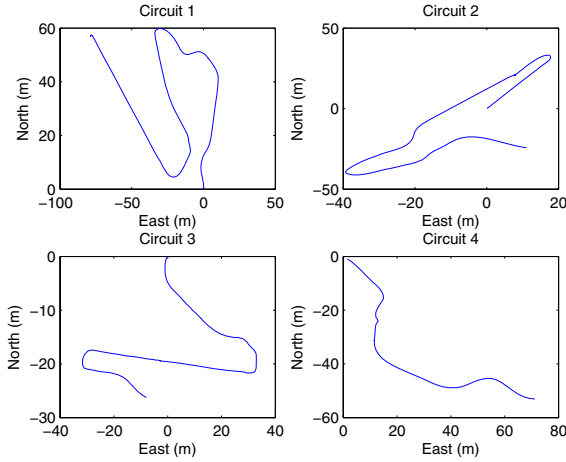 Circuit 1
60
40
20
0
North (m)
−100 −50 0 50
East (m)
Circuit 2
50
0
−50
North (m)
−40 −20 0 20
East (m)
Circuit 3
0
−10
−20
−30
North (m)
−40 −20 0 20 40
East (m)
Circuit 4
0
−20
−40
−60
North (m)
0 20 40 60 80
East (m)